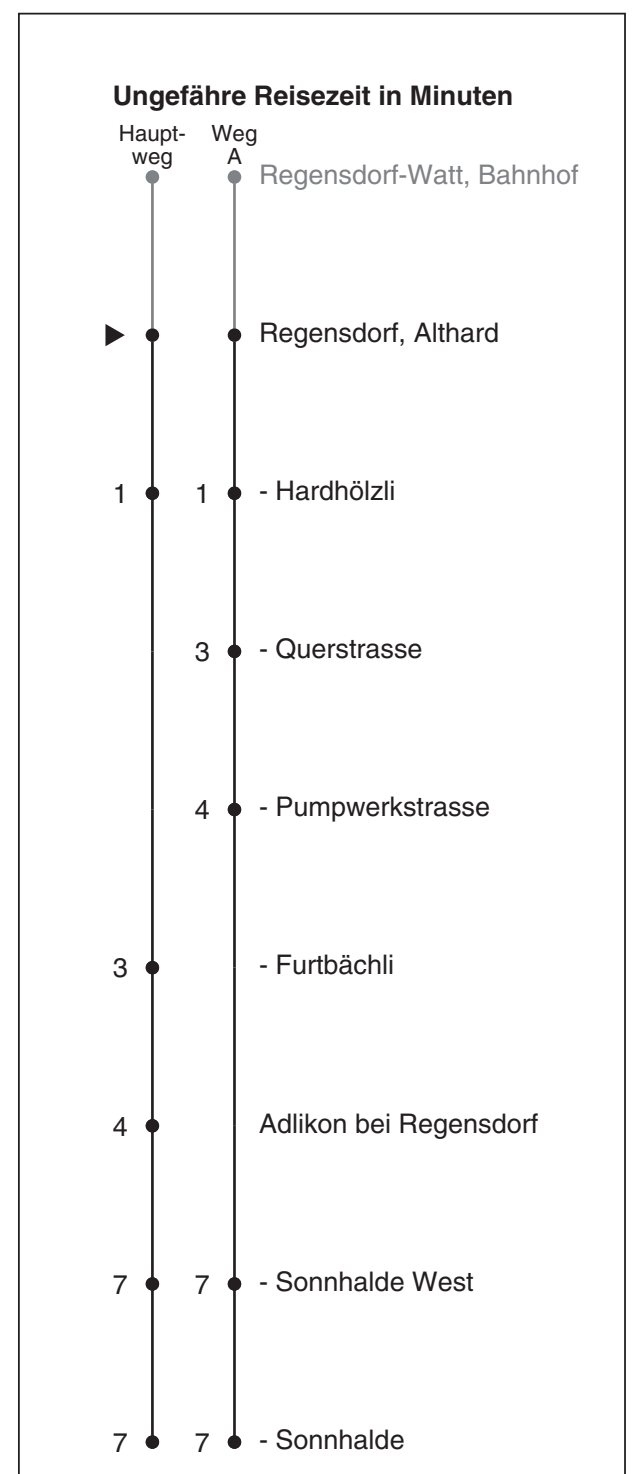 Ungefähre Reisezeit in Minuten
Haupt- Weg
weg A
Regensdorf-Watt, Bahnhof
Regensdorf, Althard
1 1 - Hardhölzli
3 - Querstrasse
4 - Pumpwerkstrasse
3 - Furtbächli
4 Adlikon bei Regensdorf
7 7 - Sonnhalde West
7 7 - Sonnhalde